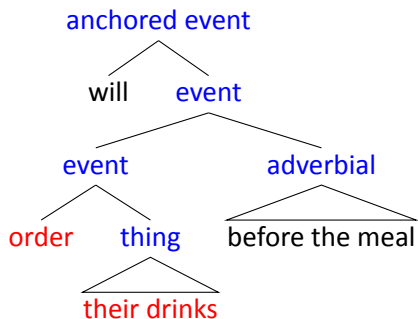 anchored event
will event
event adverbial
order thing before the meal
their drinks